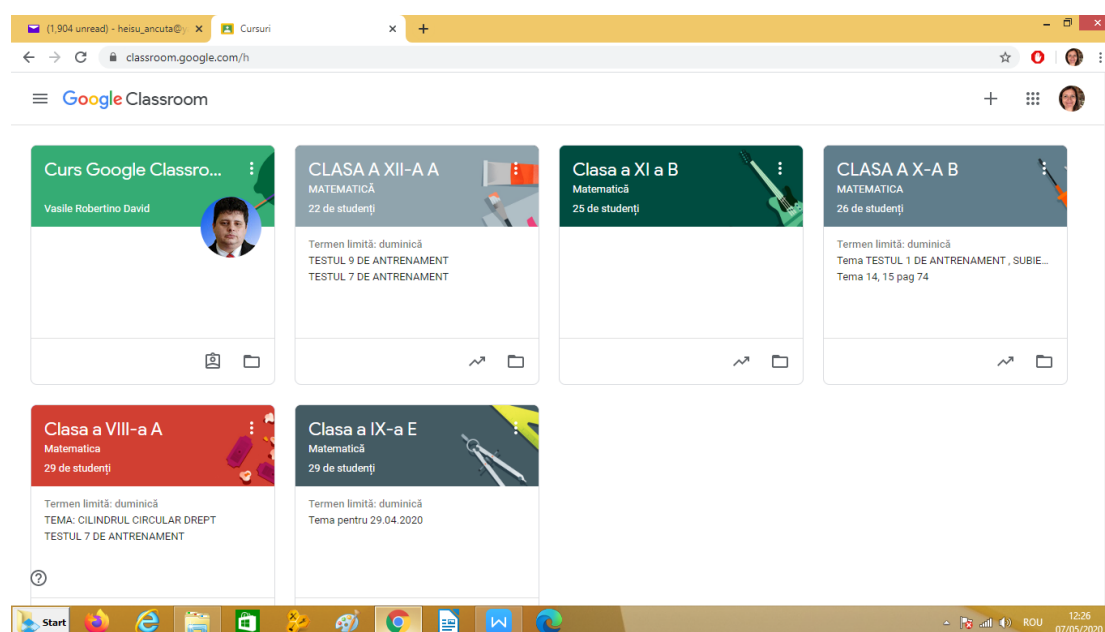 (1,904 unread) - heisu_ancuta@y
Cursuri
classroom.google.com/h
Google Classroom
Curs Google Classro...
Vasile Robertino David
CLASA A XII-A A
MATEMATICĂ
22 de studenți
Termen limită: duminică
TESTUL 9 DE ANTRENAMENT
TESTUL 7 DE ANTRENAMENT
Clasa a XI a B
Matematică
25 de studenți
CLASA A X-A B
MATEMATICA
26 de studenți
Termen limită: duminică
Tema TESTUL 1 DE ANTRENAMENT , SUBIE...
Tema 14, 15 pag 74
Clasa a VIII-a A
Matematica
29 de studenți
Termen limită: duminică
TEMA: CILINDRUL CIRCULAR DREPT
TESTUL 7 DE ANTRENAMENT
Clasa a IX-a E
Matematică
29 de studenți
Termen limită: duminică
Tema pentru 29.04.2020
Start
ROU
12:26
07/05/2020